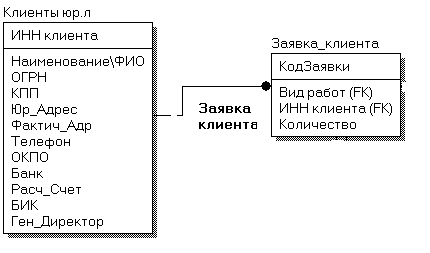 Клиенты юр.л
ИНН клиента
Наименование\ФИО
ОГРН
КПП
Юр_Адрес
Фактич_Адр
Телефон
ОКПО
Банк
Расч_Счет
БИК
Ген_Директор
Заявка
клиента
Заявка_клиента
КодЗаявки
Вид работ (FK)
ИНН клиента (FK)
Количество